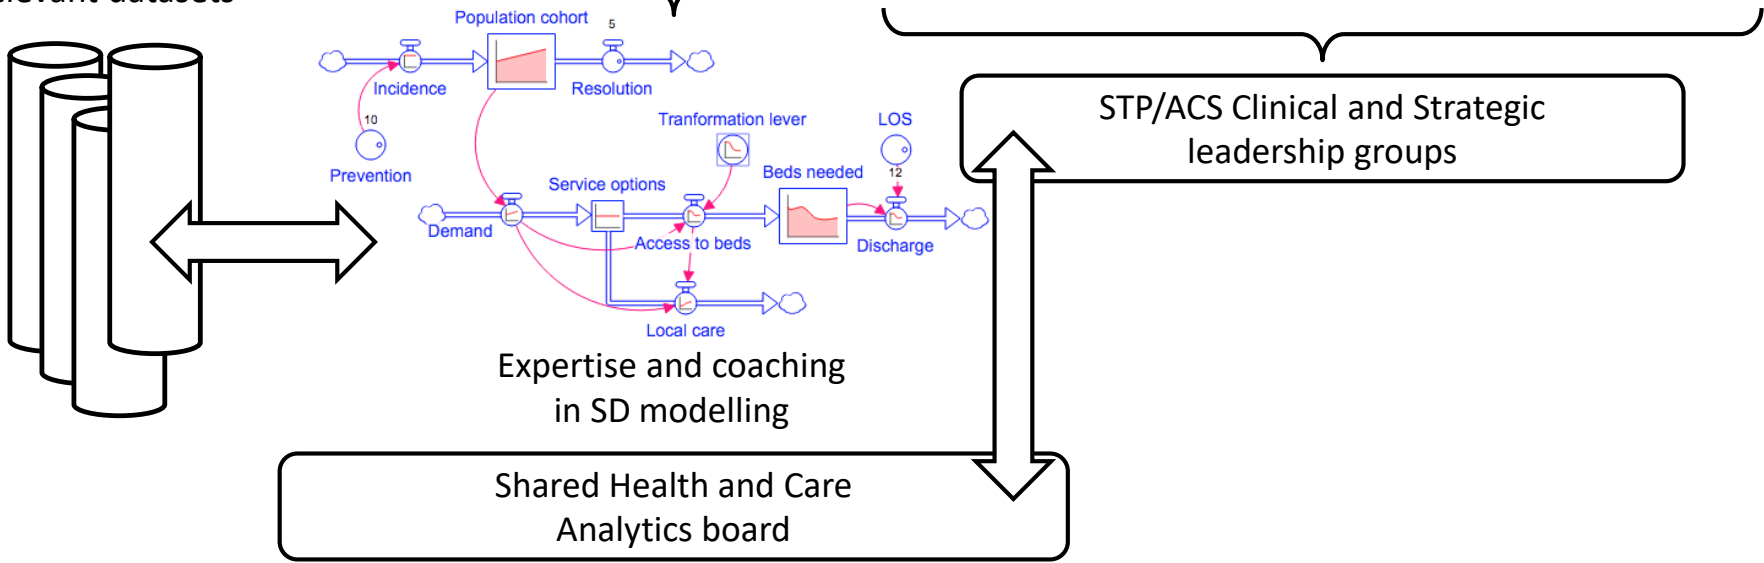 datasets
Population cohort
5
Incidence
Resolution
10
Prevention
Tranformation lever
LOS
12
Service options
Beds needed
Demand
Access to beds
Discharge
Local care
STP/ACS Clinical and Strategic
leadership groups
Expertise and coaching
in SD modelling
Shared Health and Care
Analytics board